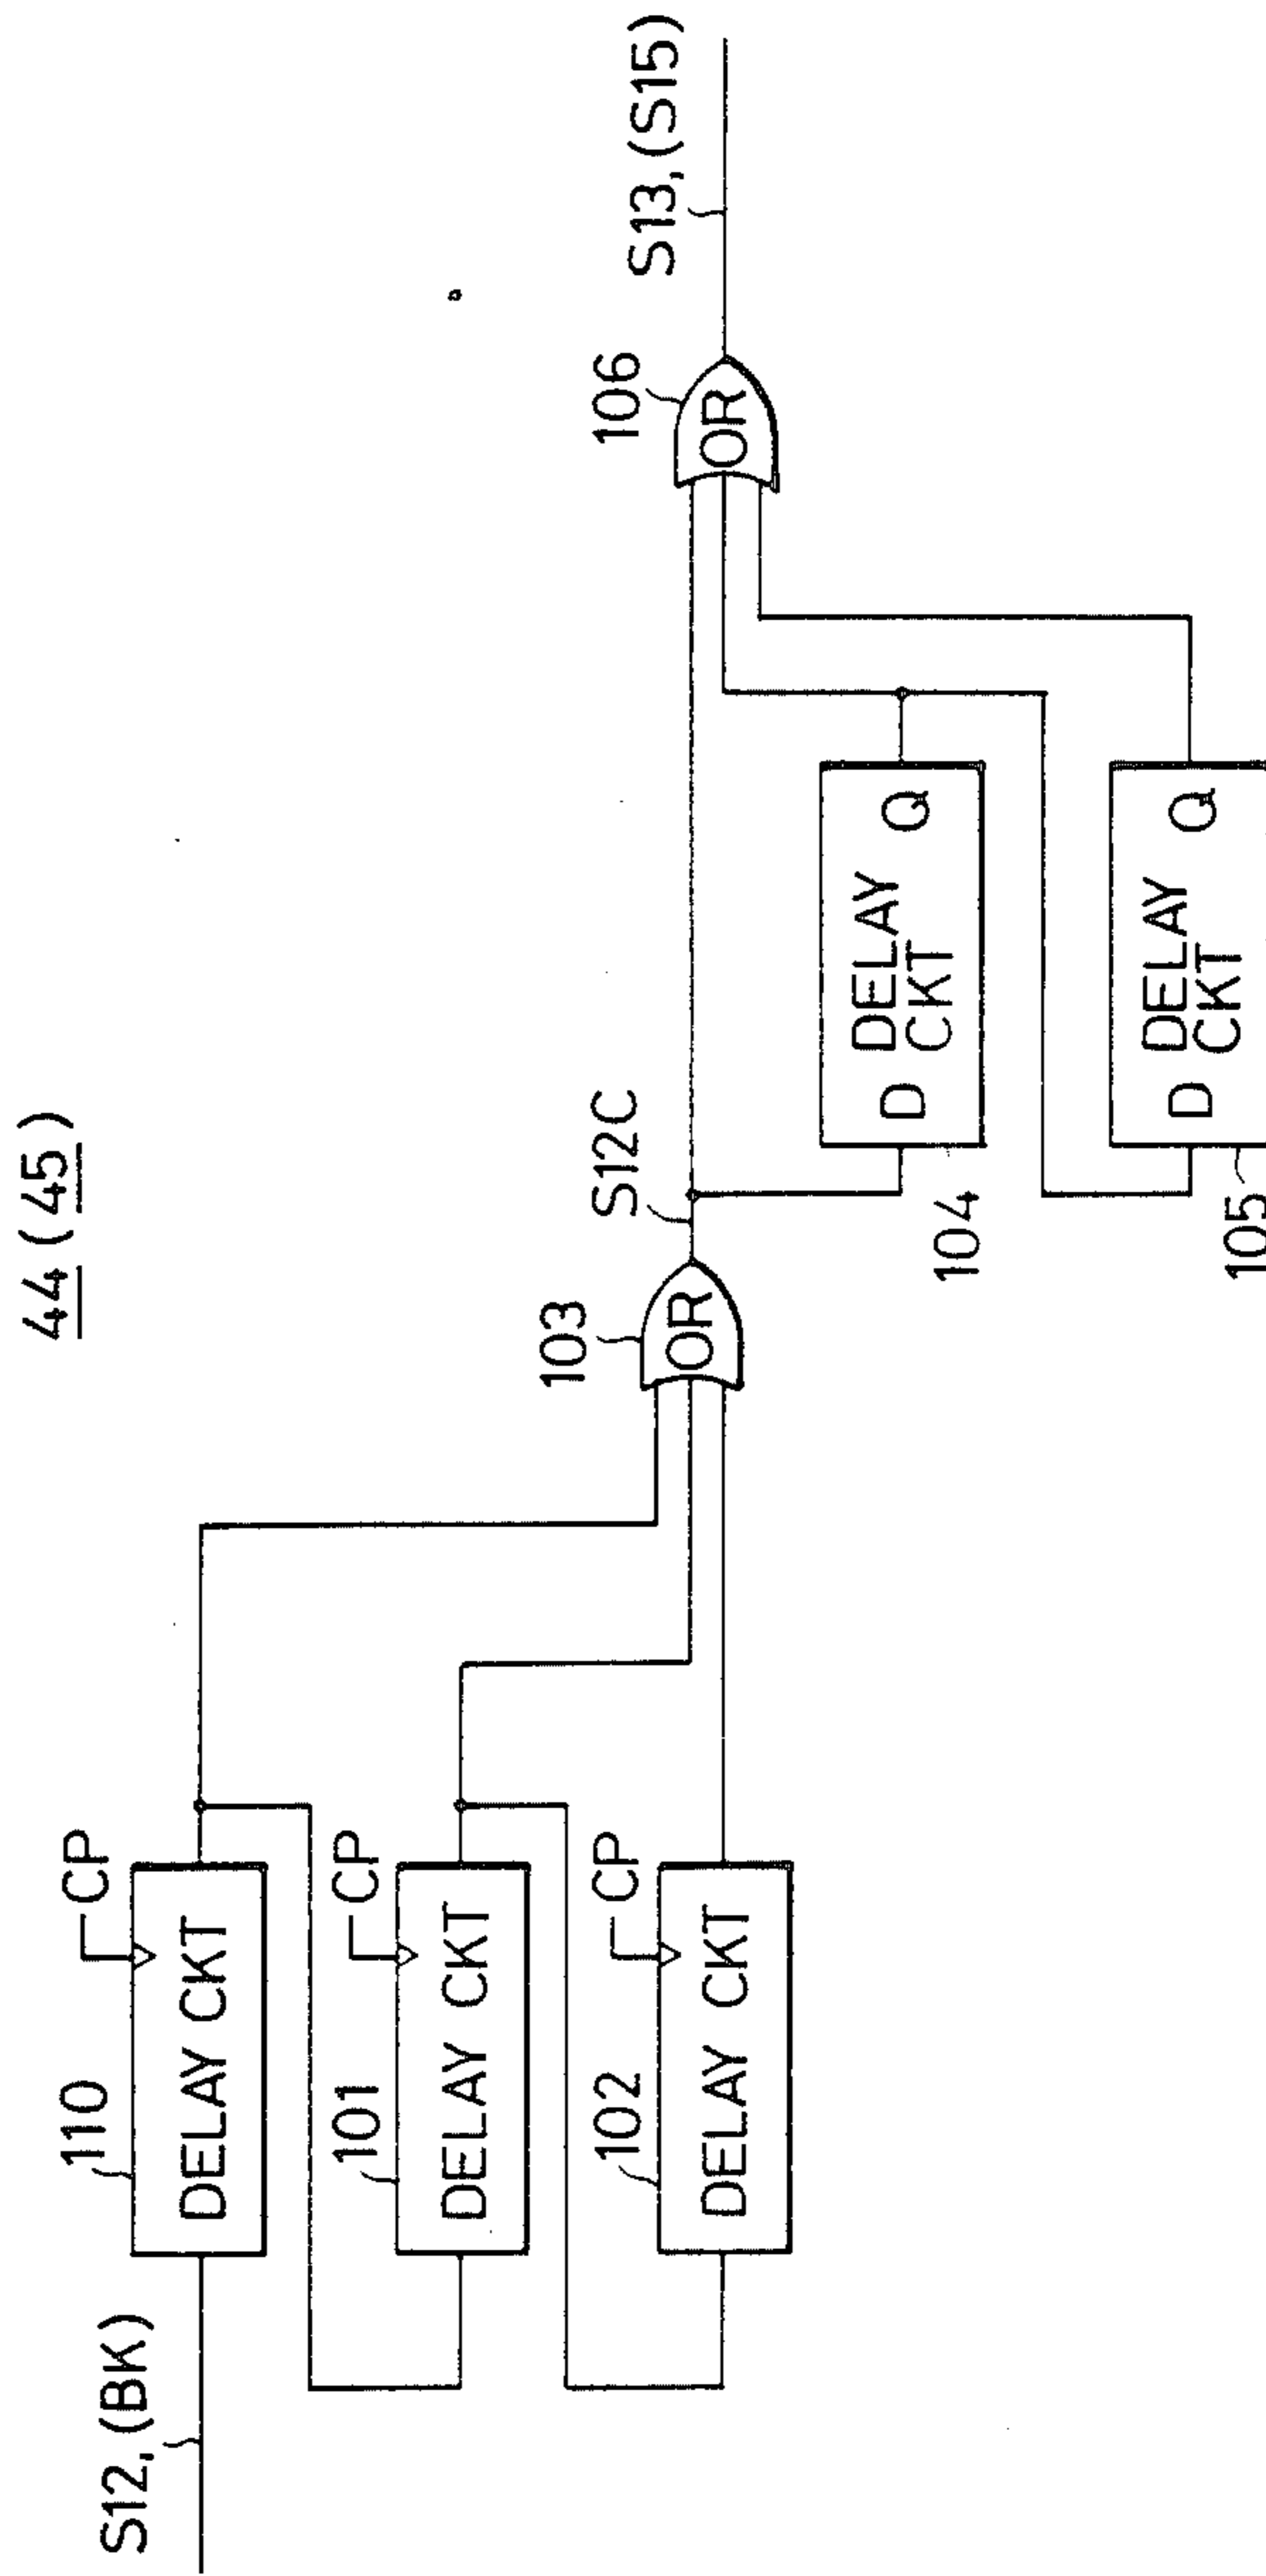 44 (45)
S12, (BK)
110
DELAY CKT
CP
101
DELAY CKT
CP
102
DELAY CKT
CP
103
OR
S12C
104
D DELAY CKT Q
105
D DELAY CKT Q
106
OR
S13, (S15)